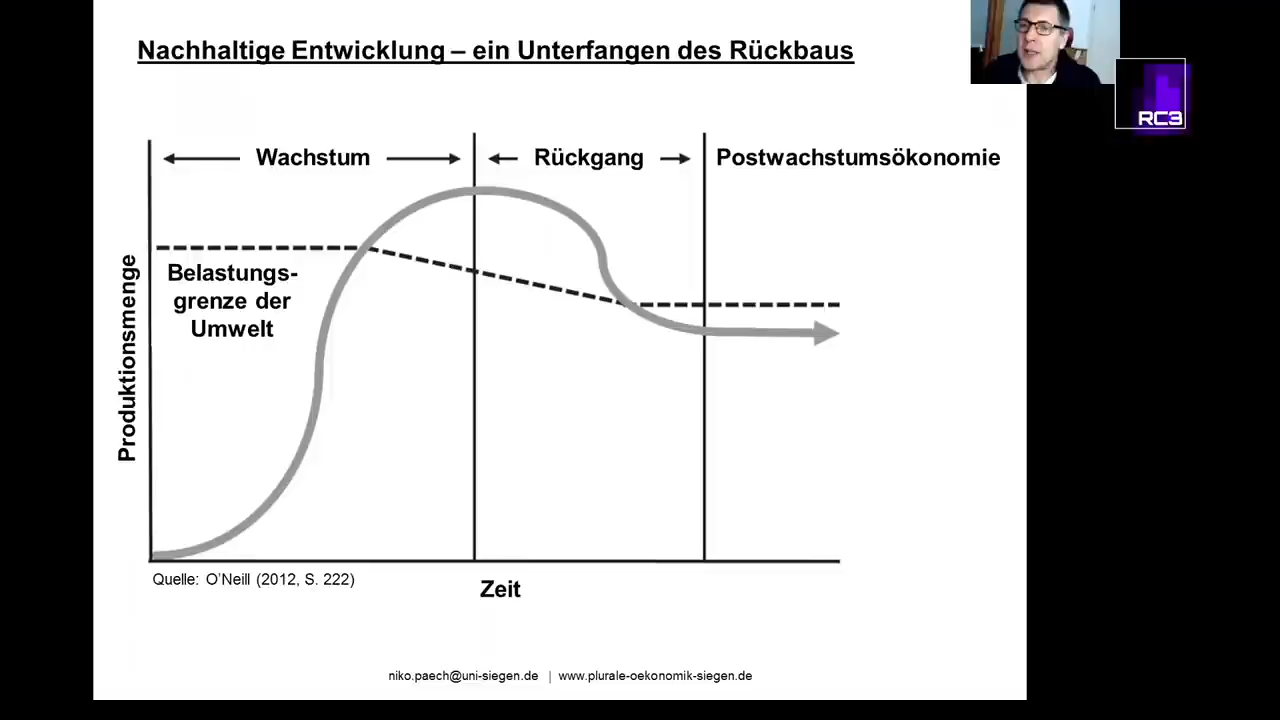 Nachhaltige Entwicklung – ein Unterfangen des Rückbaus
RC3
Wachstum
Rückgang
Postwachstumsökonomie
Belastungs-
grenze der
Umwelt
Produktionsmenge
Quelle: O’Neill (2012, S. 222)
Zeit
niko.paech@uni-siegen.de | www.plurale-oekonomik-siegen.de